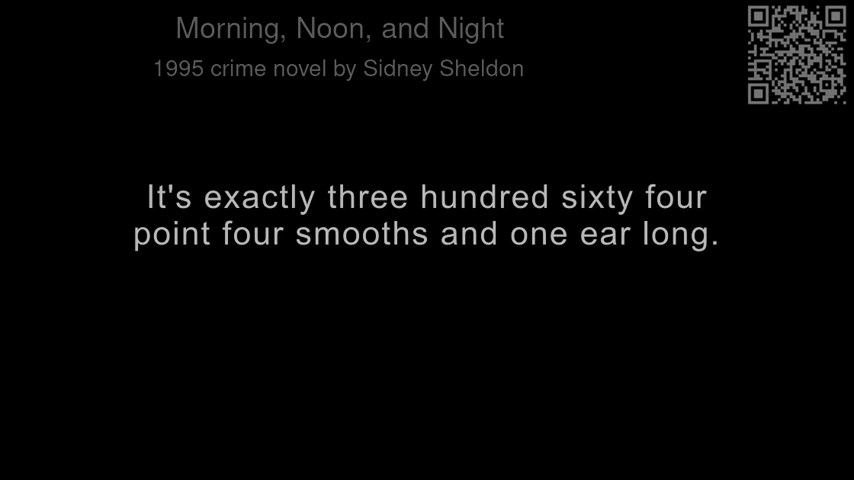 Morning, Noon, and Night
1995 crime novel by Sidney Sheldon
It's exactly three hundred sixty four
point four smooths and one ear long.